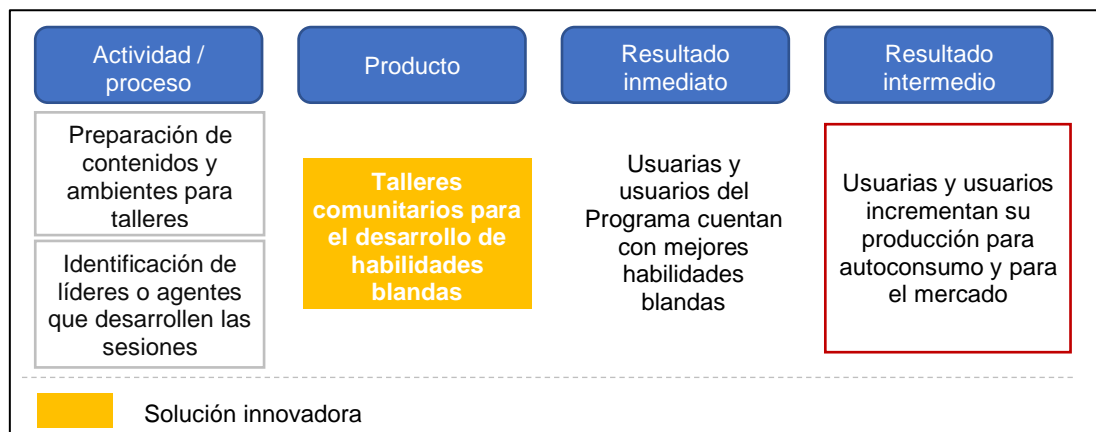 Actividad /
proceso
Producto
Resultado
inmediato
Resultado
intermedio
Preparación de
contenidos y
ambientes para
talleres
Identificación de
líderes o agentes
que desarrollen las
sesiones
Talleres
comunitarios para
el desarrollo de
habilidades
blandas
Usuarias y
usuarios del
Programa cuentan
con mejores
habilidades
blandas
Usuarias y usuarios
incrementan su
producción para
autoconsumo y para
el mercado
Solución innovadora